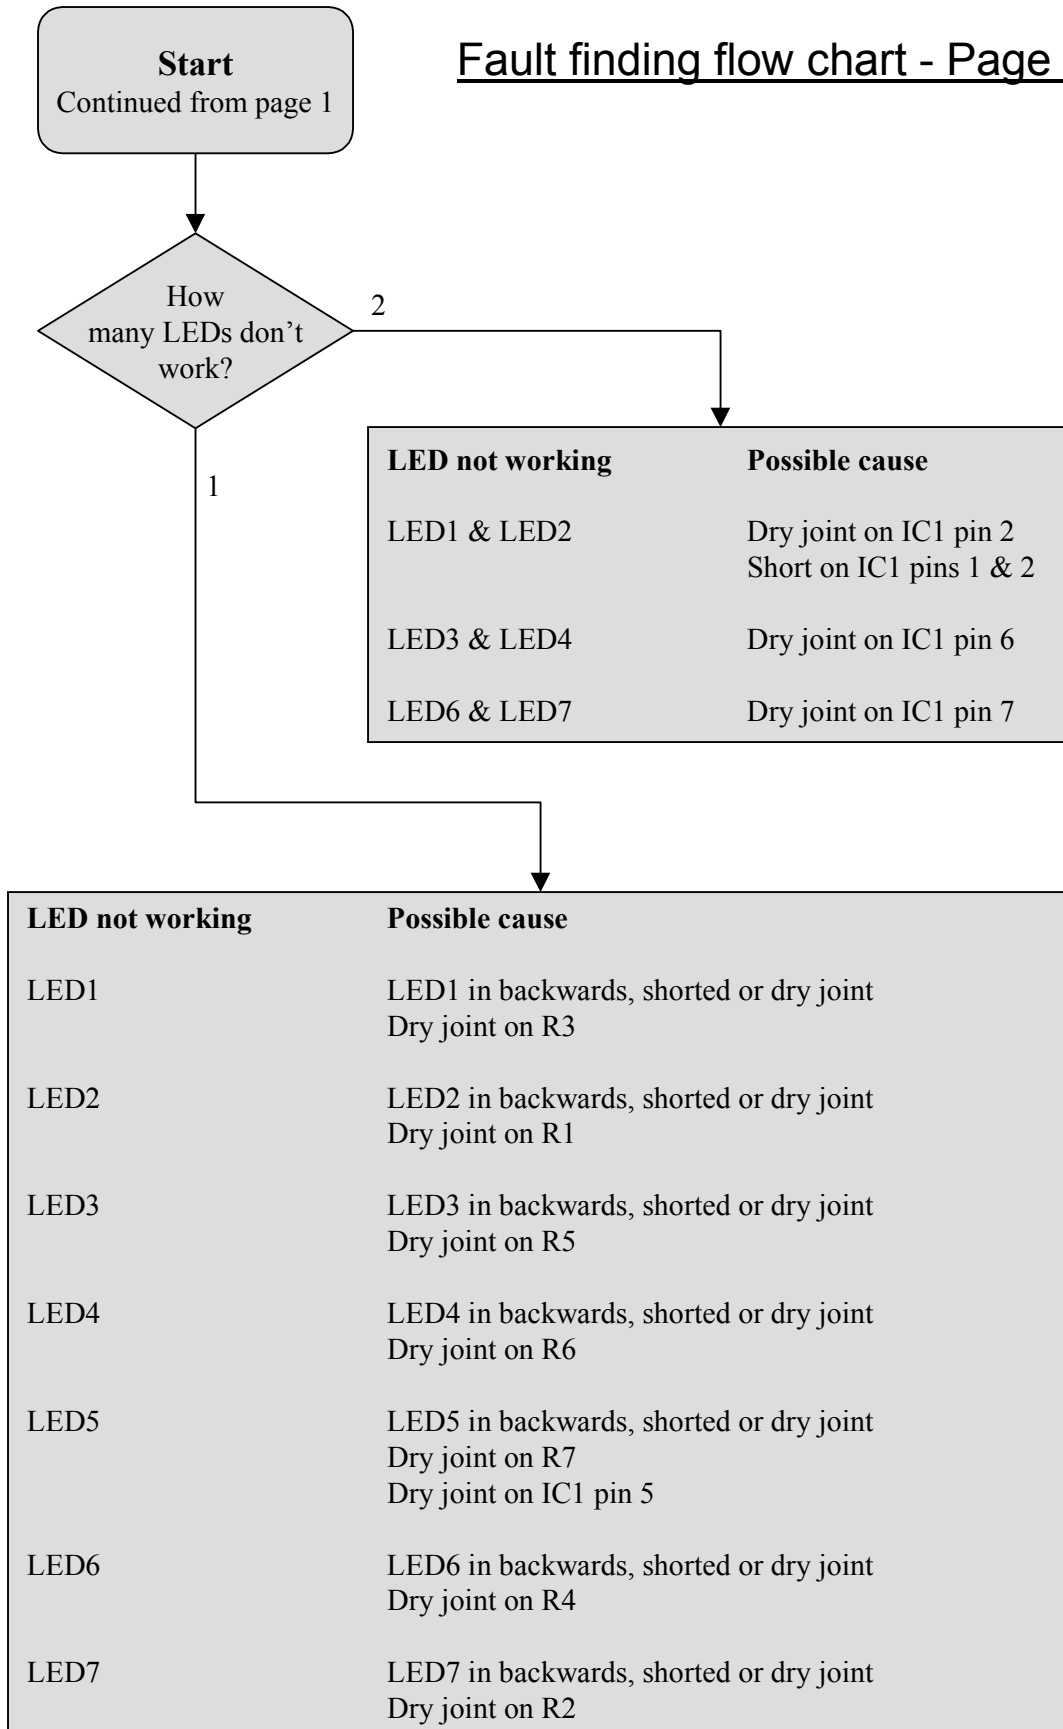 Start
Continued from page 1
Fault finding flow chart - Page
How
many LEDs don’t
work?
2
1
LED not working Possible cause
LED1 & LED2 Dry joint on IC1 pin 2
Short on IC1 pins 1 & 2
LED3 & LED4 Dry joint on IC1 pin 6
LED6 & LED7 Dry joint on IC1 pin 7
LED not working Possible cause
LED1 LED1 in backwards, shorted or dry joint
Dry joint on R3
LED2 LED2 in backwards, shorted or dry joint
Dry joint on R1
LED3 LED3 in backwards, shorted or dry joint
Dry joint on R5
LED4 LED4 in backwards, shorted or dry joint
Dry joint on R6
LED5 LED5 in backwards, shorted or dry joint
Dry joint on R7
Dry joint on IC1 pin 5
LED6 LED6 in backwards, shorted or dry joint
Dry joint on R4
LED7 LED7 in backwards, shorted or dry joint
Dry joint on R2